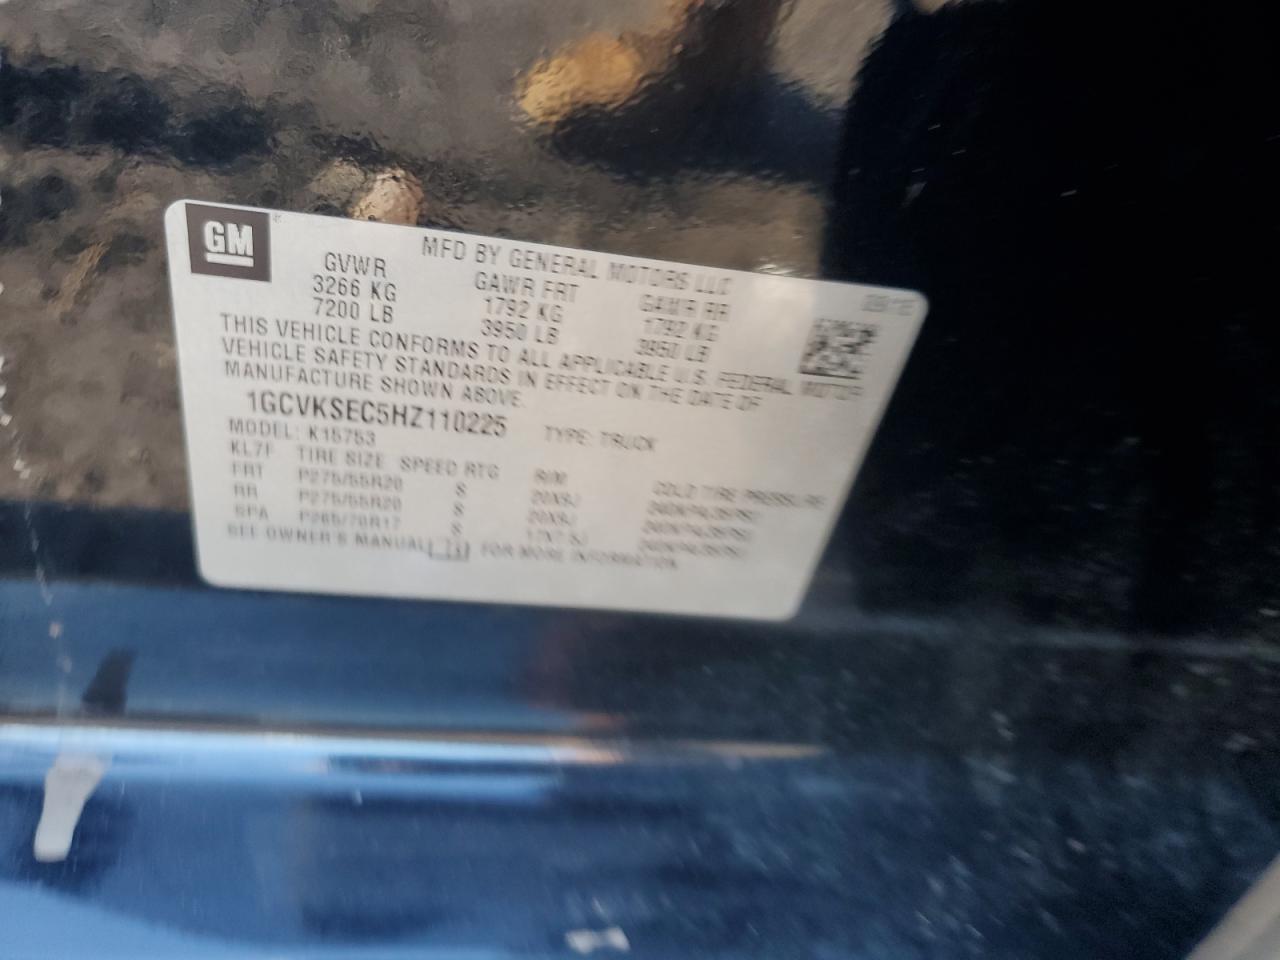 GM
MFD BY GENERAL MOTORS LLC
GVWR GAWR FRT GAWR RR
3266 KG 1792 KG 1792 KG
7200 LB 3950 LB 3950 LB
THIS VEHICLE CONFORMS TO ALL APPLICABLE U.S. FEDERAL MOTOR
VEHICLE SAFETY STANDARDS IN EFFECT ON THE DATE OF
MANUFACTURE SHOWN ABOVE.
1GCVKSEC5HZ110225 TYPE: TRUCK
MODEL: K15753
KL7F TIRE SIZE SPEED RTG RIM COLD TIRE PRESSURE
FRT P275/55R20 S 20X9J
RR P275/55R20 S 20X9J
SPA P265/70R17 S
SEE OWNER'S MANUAL FOR MORE INFORMATION